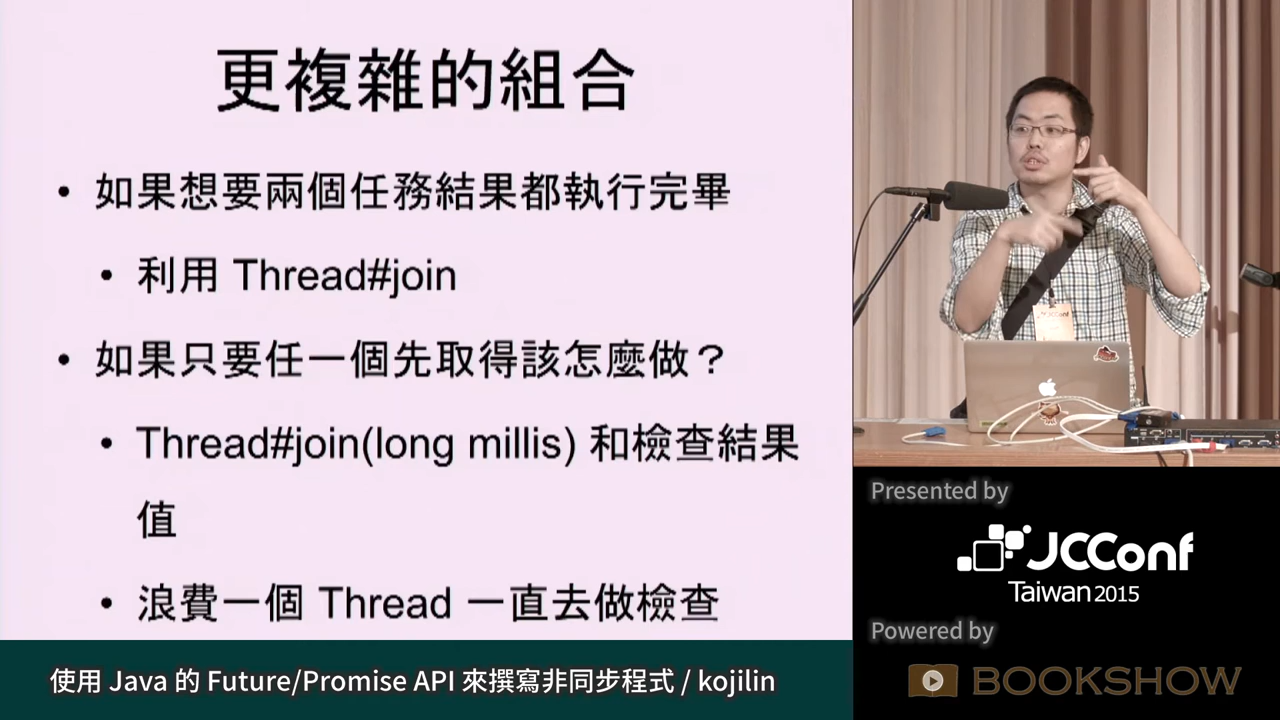 更複雜的組合
• 如果想要兩個任務結果都執行完畢
• 利用 Thread#join
• 如果只要任一個先取得該怎麼做？
• Thread#join(long millis) 和檢查結果
值
• 浪費一個 Thread 一直去做檢查
使用 Java 的 Future/Promise API 來撰寫非同步程式 / kojilin
JCConf
Presented by
JCConf
Taiwan 2015
Powered by
BOOKSHOW